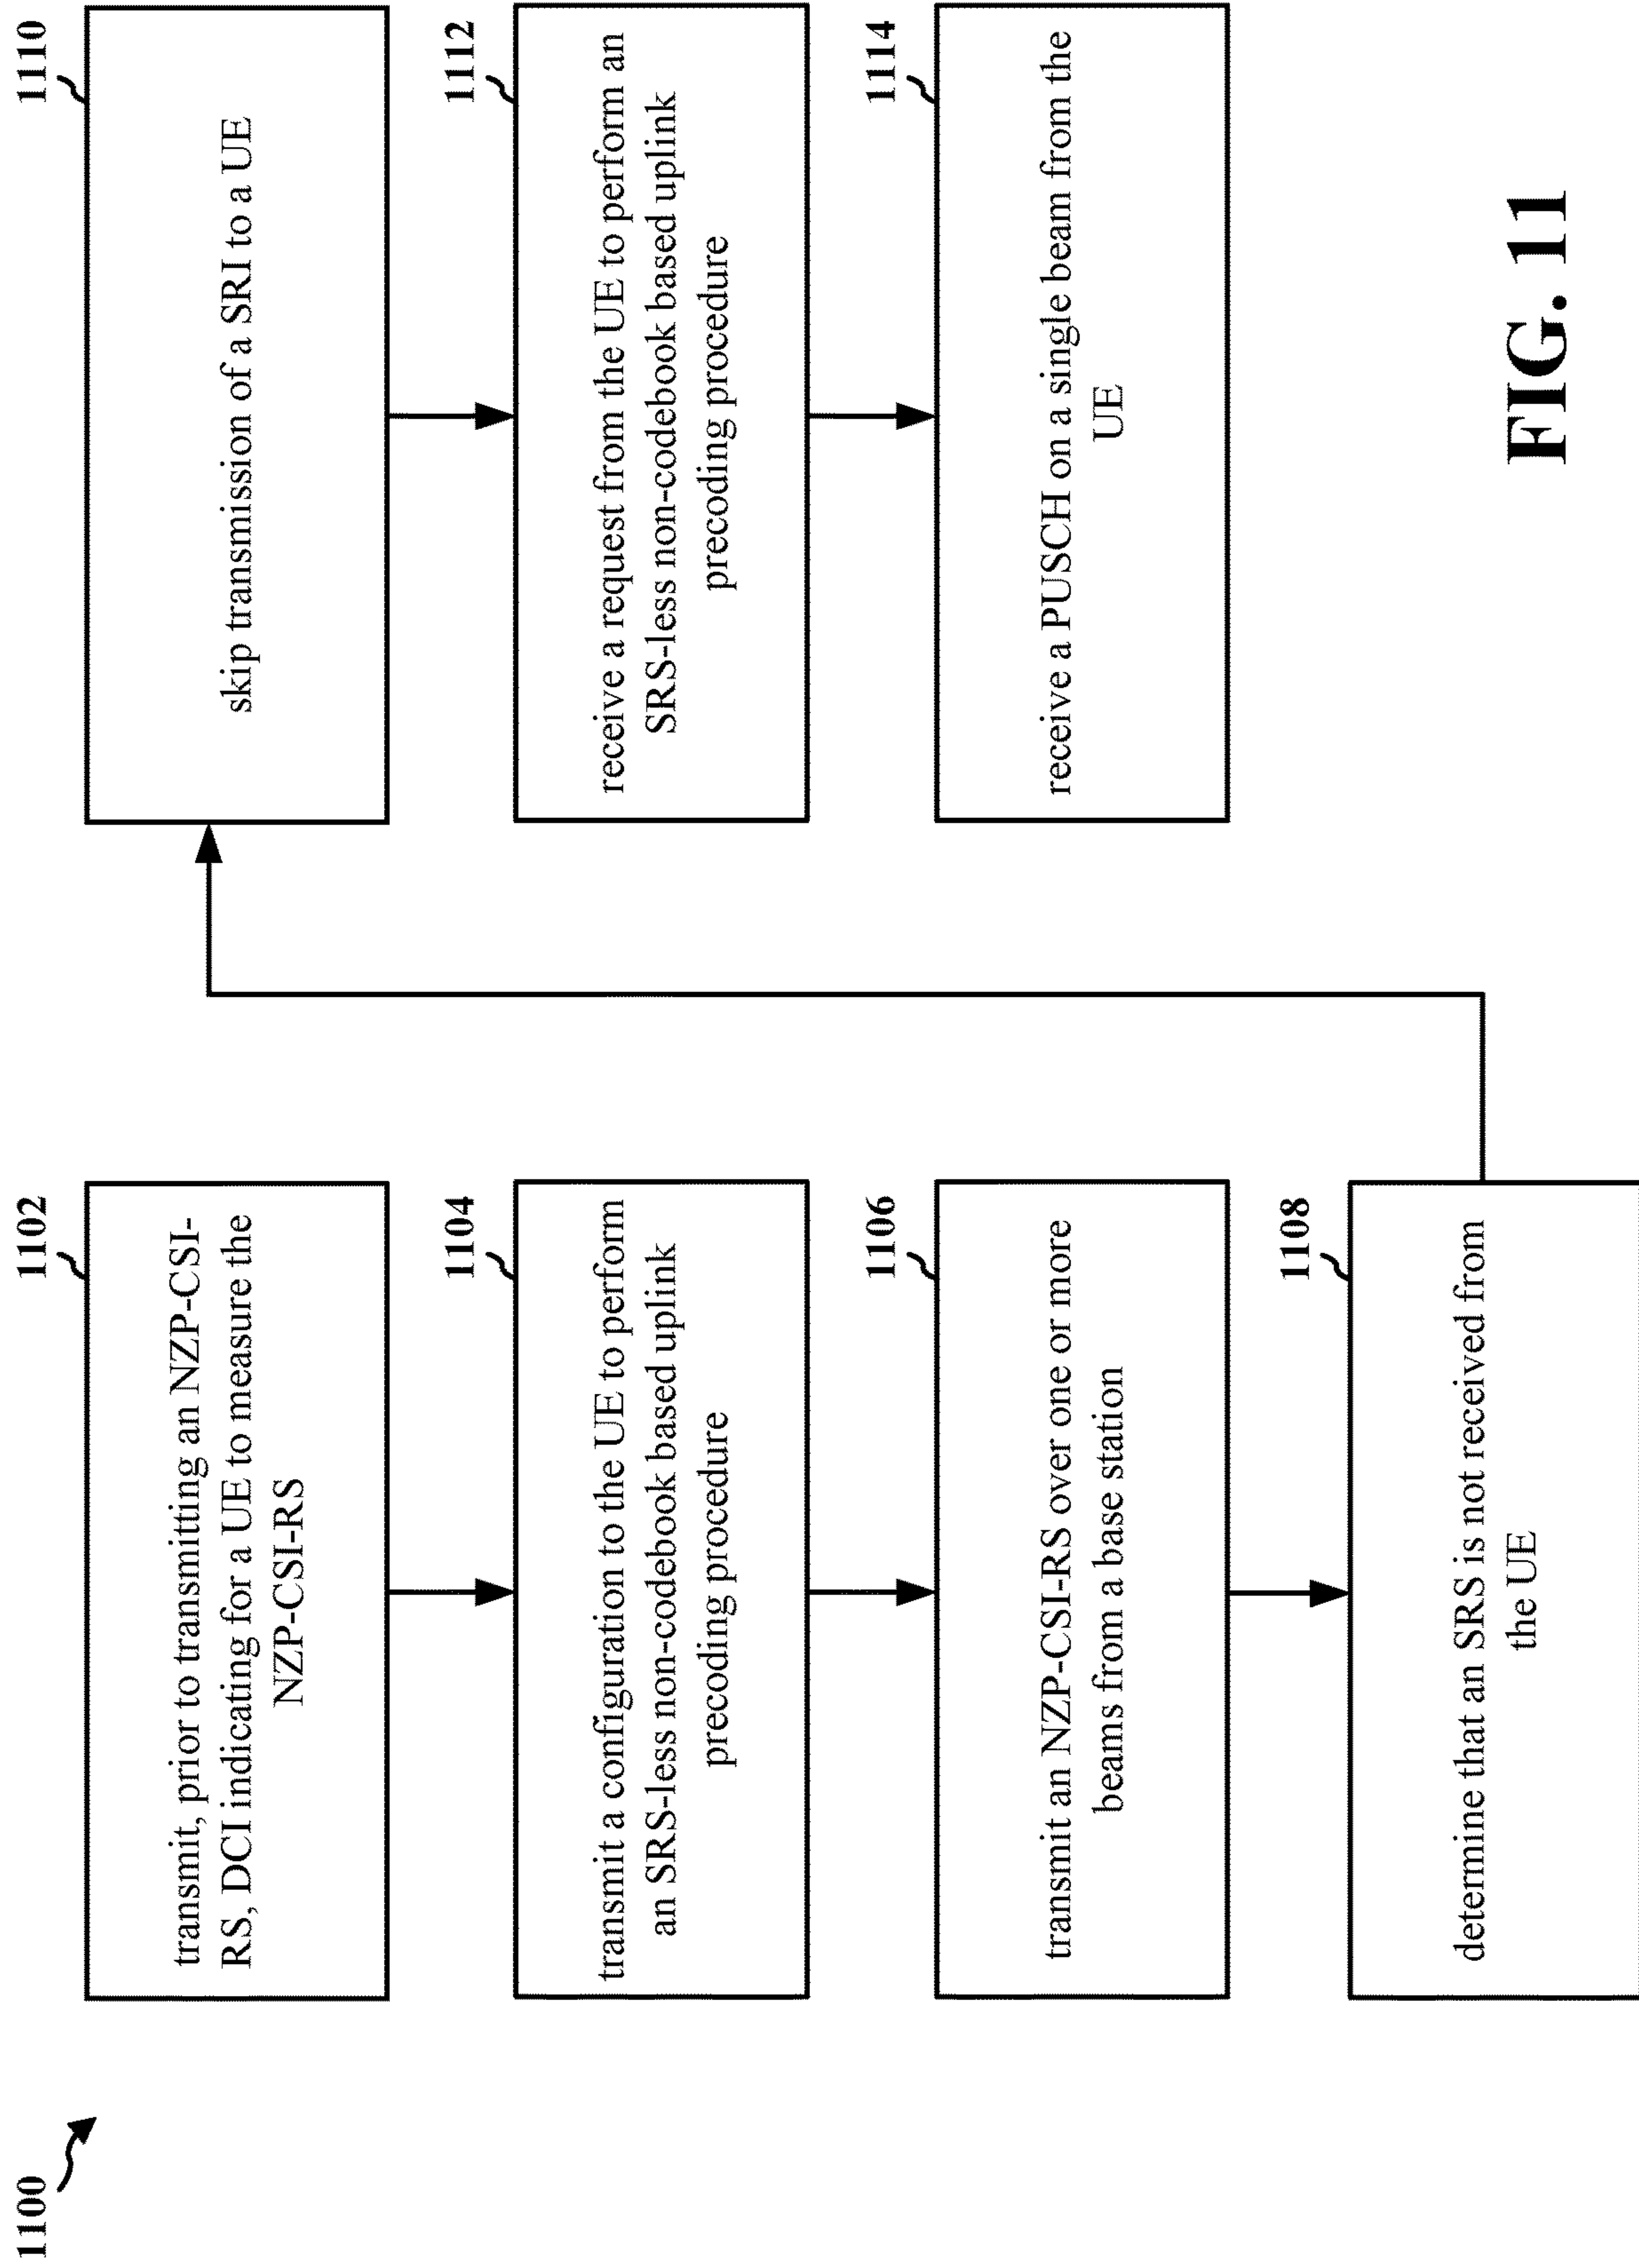 1100
1102
transmit, prior to transmitting an NZP-CSI-
RS, DCI indicating for a UE to measure the
NZP-CSI-RS
1104
transmit a configuration to the UE to perform
an SRS-less non-codebook based uplink
precoding procedure
1106
transmit an NZP-CSI-RS over one or more
beams from a base station
1108
determine that an SRS is not received from
the UE
1110
skip transmission of a SRI to a UE
1112
receive a request from the UE to perform an
SRS-less non-codebook based uplink
precoding procedure
1114
receive a PUSCH on a single beam from the
UE
FIG. 11